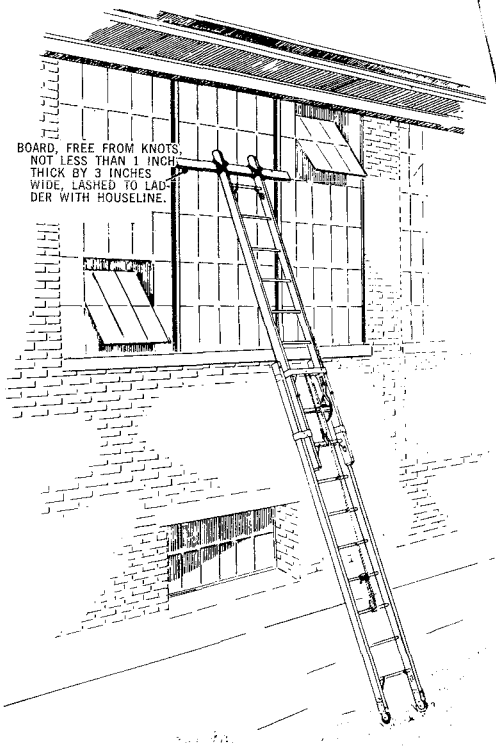 BOARD, FREE FROM KNOTS,
NOT LESS THAN 1 INCH
THICK BY 3 INCHES
WIDE, LASHED TO LAD-
DER WITH HOUSELINE.